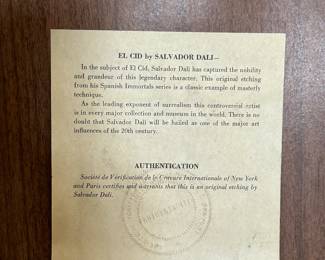 EL CID by SALVADOR DALI—
In the subject of El Cid, Salvador Dali has captured the nobility
and grandeur of this legendary character. This original etching
from his Spanish Immortals series is a classic example of masterly
technique.
As the leading exponent of surrealism this controversial artist
is in every major collection and museum in the world. There is no
doubt that Salvador Dali will be hailed as one of the major art
influences of the 20th century.
AUTHENTICATION
Société de Vérification de la Gravure Internationale of New York
and Paris certifies and warrants that this is an original etching by
Salvador Dali.